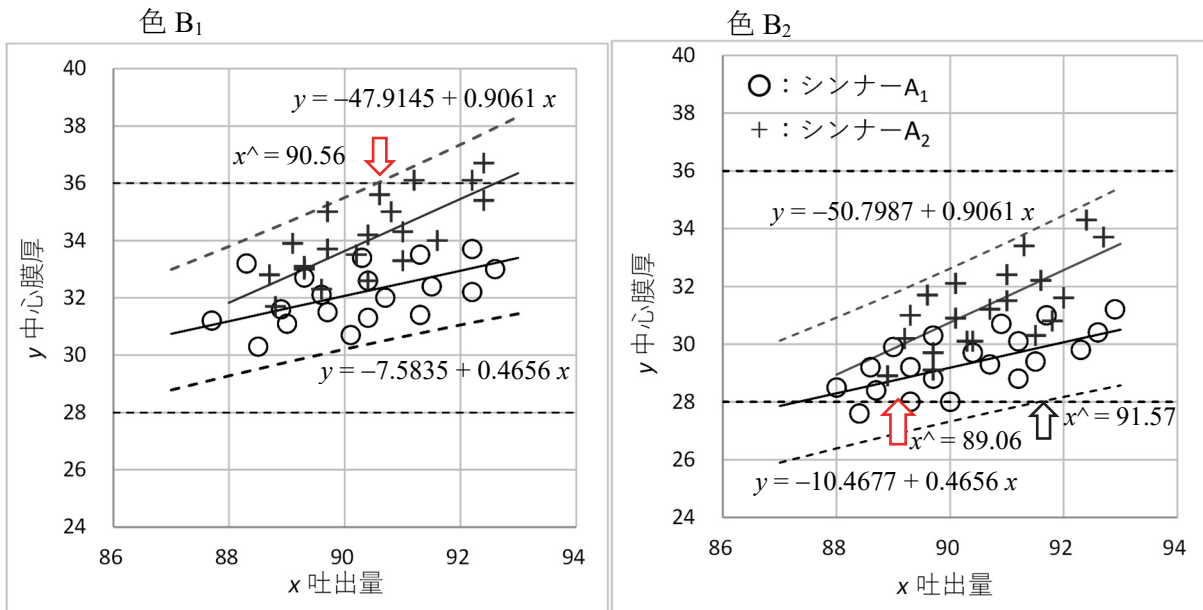 色 B₁
40
38
36
34
32
30
28
26
24
86
88
90
92
94
y 中心膜厚
x 吐出量
y = –47.9145 + 0.9061 x
x^ = 90.56
y = –7.5835 + 0.4656 x
色 B₂
40
38
36
34
32
30
28
26
24
86
88
90
92
94
y 中心膜厚
x 吐出量
○：シンナーA₁
+：シンナーA₂
y = –50.7987 + 0.9061 x
x^ = 91.57
x^ = 89.06
y = –10.4677 + 0.4656 x